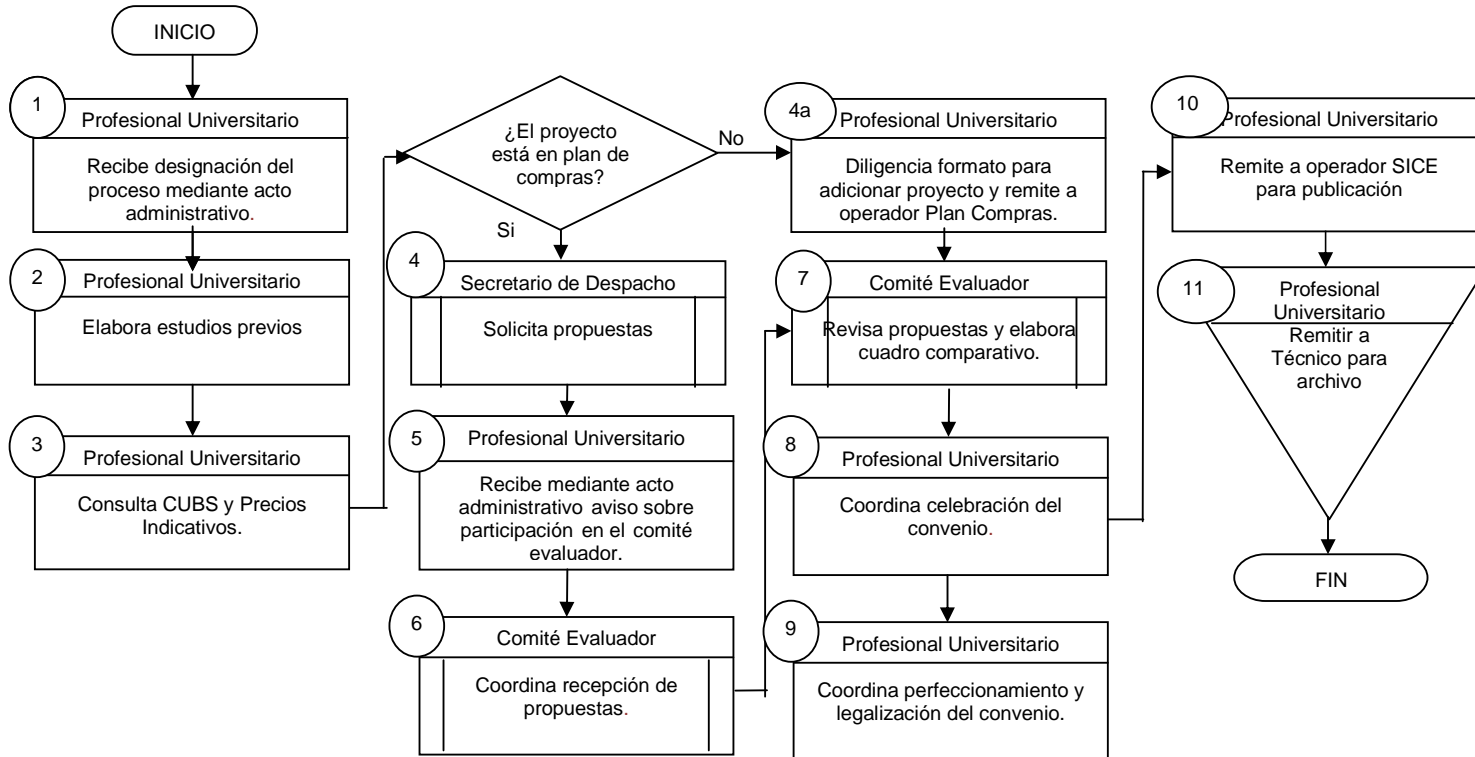 INICIO
1
Profesional Universitario
Recibe designación del
proceso mediante acto
administrativo.
2
Profesional Universitario
Elabora estudios previos
3
Profesional Universitario
Consulta CUBS y Precios
Indicativos.
¿El proyecto
está en plan de
compras?
No
Si
4
Secretario de Despacho
Solicita propuestas
5
Profesional Universitario
Recibe mediante acto
administrativo aviso sobre
participación en el comité
evaluador.
6
Comité Evaluador
Coordina recepción de
propuestas.
4a
Profesional Universitario
Diligencia formato para
adicionar proyecto y remite a
operador Plan Compras.
7
Comité Evaluador
Revisa propuestas y elabora
cuadro comparativo.
8
Profesional Universitario
Coordina celebración del
convenio.
9
Profesional Universitario
Coordina perfeccionamiento y
legalización del convenio.
10
Profesional Universitario
Remite a operador SICE
para publicación
11
Profesional
Universitario
Remitir a
Técnico para
archivo
FIN